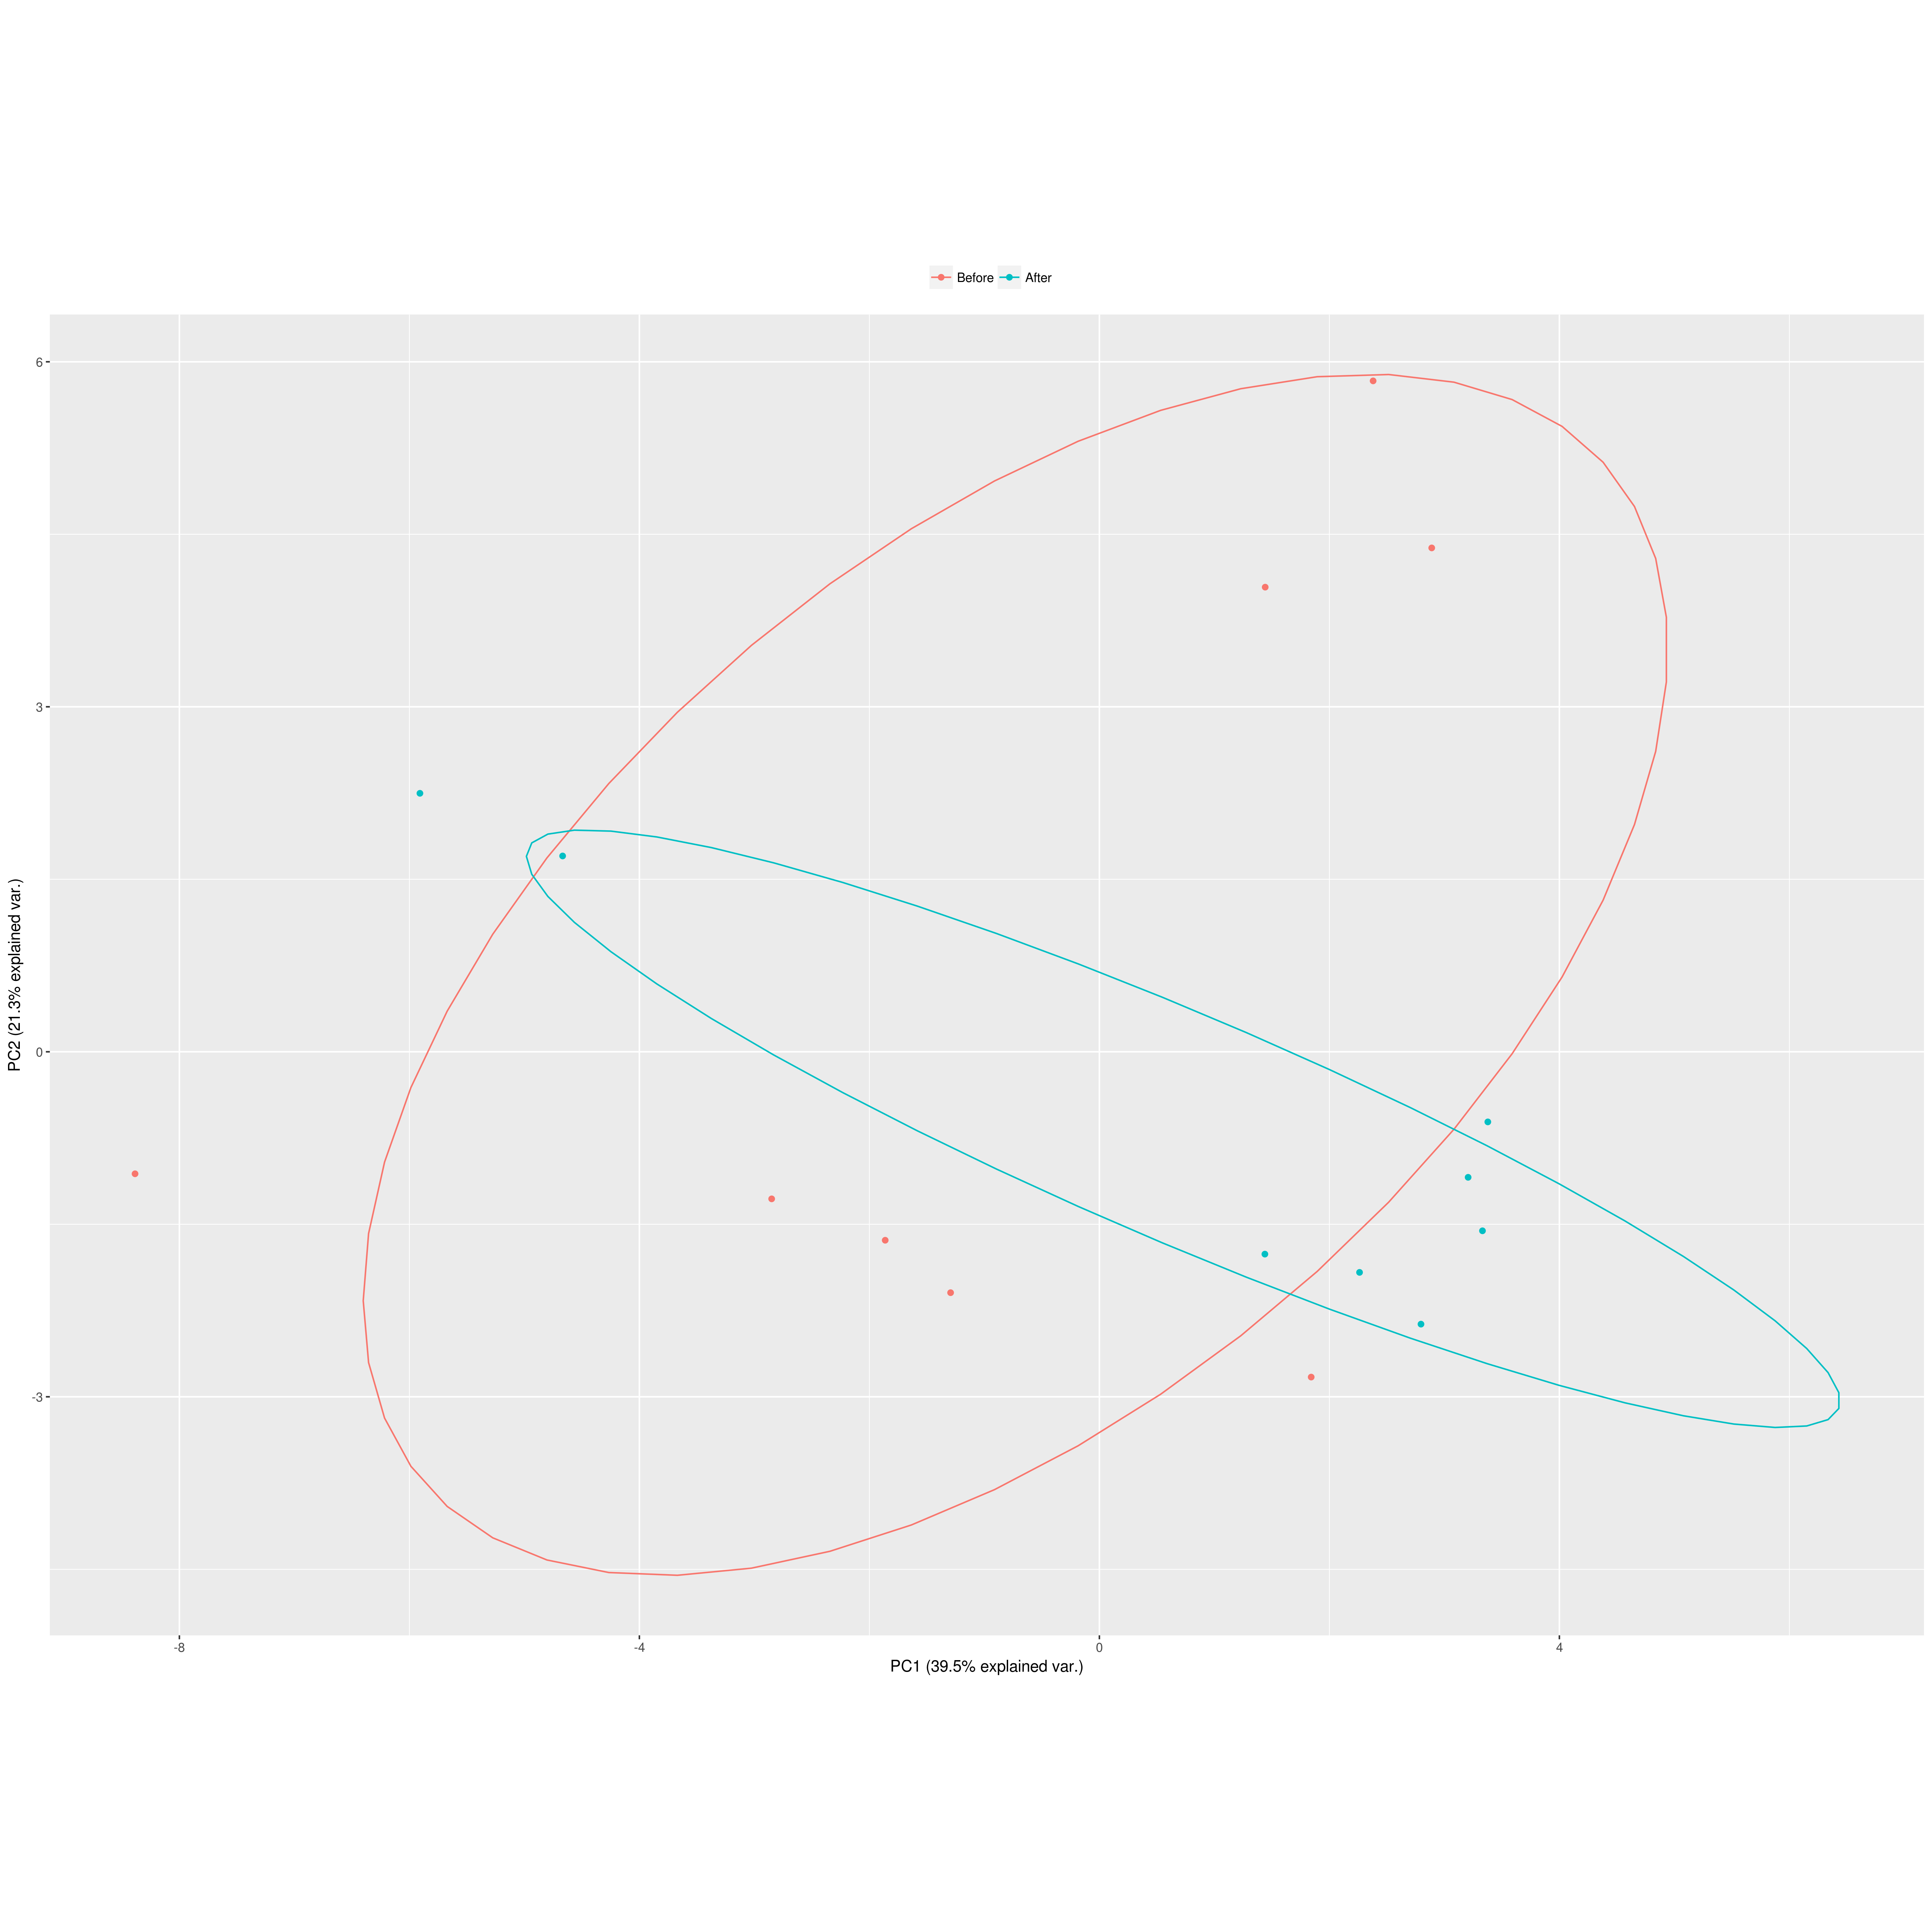 Before After
6
3
0
-3
-8 -4 0 4
PC1 (39.5% explained var.)
PC2 (21.3% explained var.)